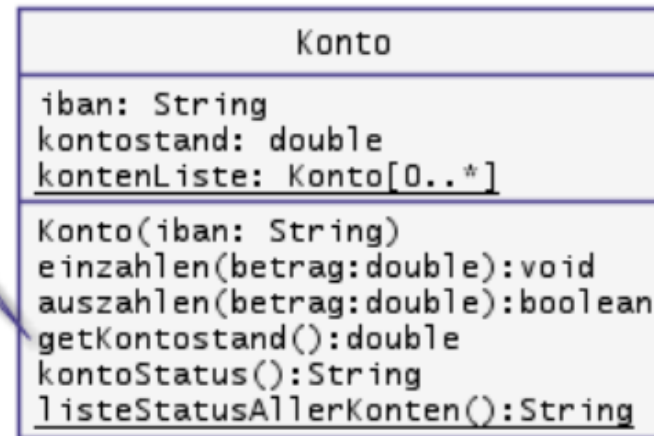 Konto
iban: String
kontostand: double
kontenListe: Konto[0..*]
Konto(iban: String)
einzahlen(betrag:double):void
auszahlen(betrag:double):boolean
getKontostand():double
kontoStatus():String
listeStatusAllerKonten():String